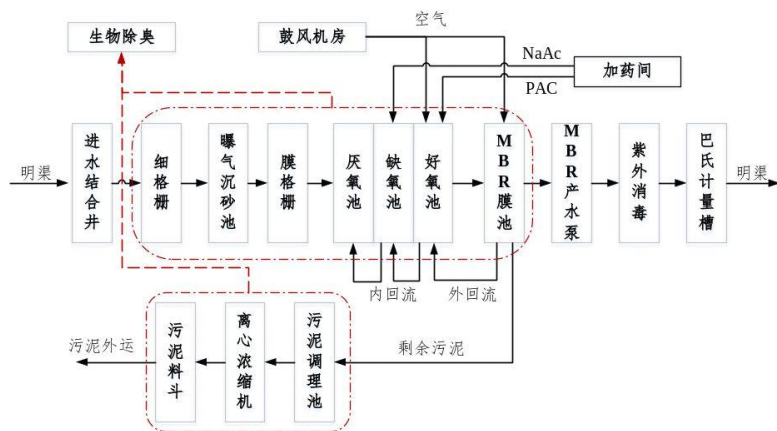 生物除臭
鼓风机房
空气
NaAc
PAC
加药间
明渠
进水结合井
细格栅
曝气沉砂池
膜格栅
厌氧池
缺氧池
好氧池
MBR膜池
MBR产水泵
紫外消毒
巴氏计量槽
明渠
内回流
外回流
污泥外运
污泥料斗
离心浓缩机
污泥调理池
剩余污泥